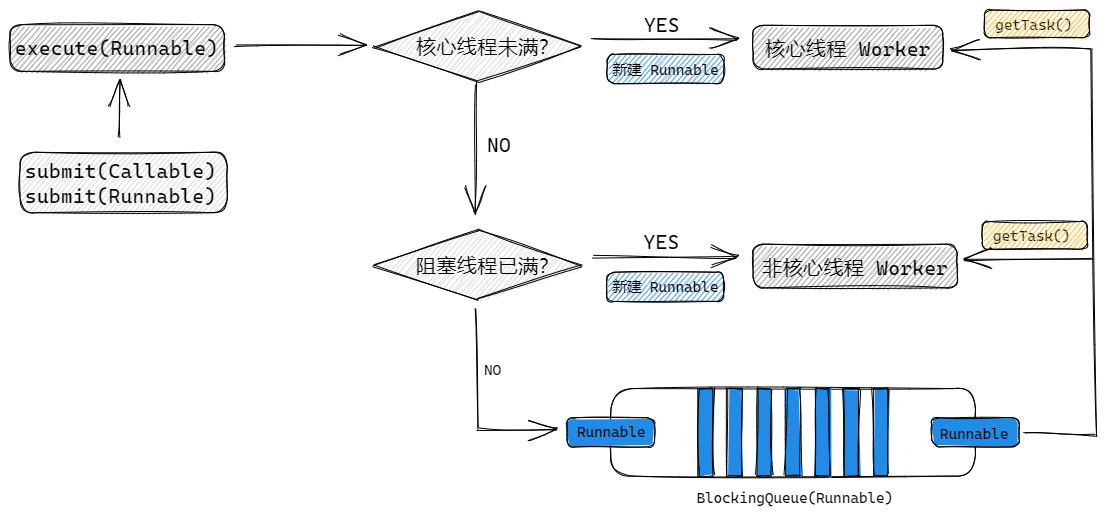 execute(Runnable)
submit(Callable)
submit(Runnable)
核心线程未满？
YES
新建 Runnable
核心线程 Worker
getTask()
NO
阻塞线程已满？
YES
新建 Runnable
非核心线程 Worker
getTask()
NO
Runnable
Runnable
BlockingQueue(Runnable)